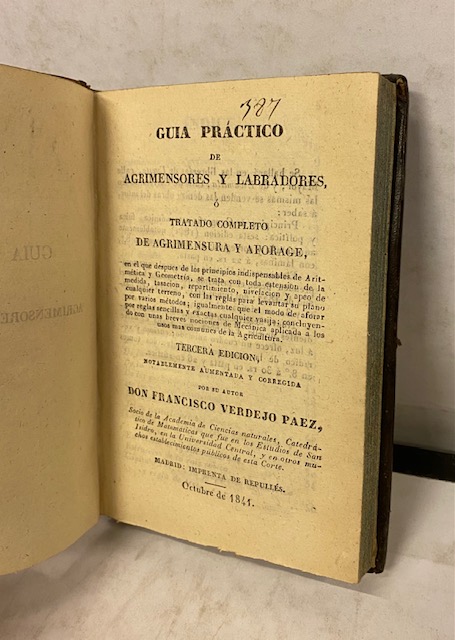 387
GUIA PRÁCTICO
DE
AGRIMENSORES Y LABRADORES,
Ó
TRATADO COMPLETO
DE AGRIMENSURA Y AFORAGE,
en el que despues de los principios indispensables de Arit-
mética y Geometría, se trata con toda estension de la
medida, tasacion, repartimiento, nivelacion y apeo de
cualquier terreno, con las reglas para levantar su plano
por varios métodos; igualmente que el modo de aforar
por reglas sencillas y exactas cualquier vasija; concluyen-
do con unas breves nociones de Mecánica aplicada a los
usos mas comunes de la Agricultura.
TERCERA EDICION,
NOTABLEMENTE AUMENTADA Y CORREGIDA
POR SU AUTOR
DON FRANCISCO VERDEJO PAEZ,
Socio de la Academia de Ciencias naturales, Catedrá-
tico de Matemáticas que fue en los Estudios de San
Isidro, en la Universidad Central, y en otros mu-
chos establecimientos públicos de esta Corte.
MADRID: IMPRENTA DE REPULLÉS.
Octubre de 1841.